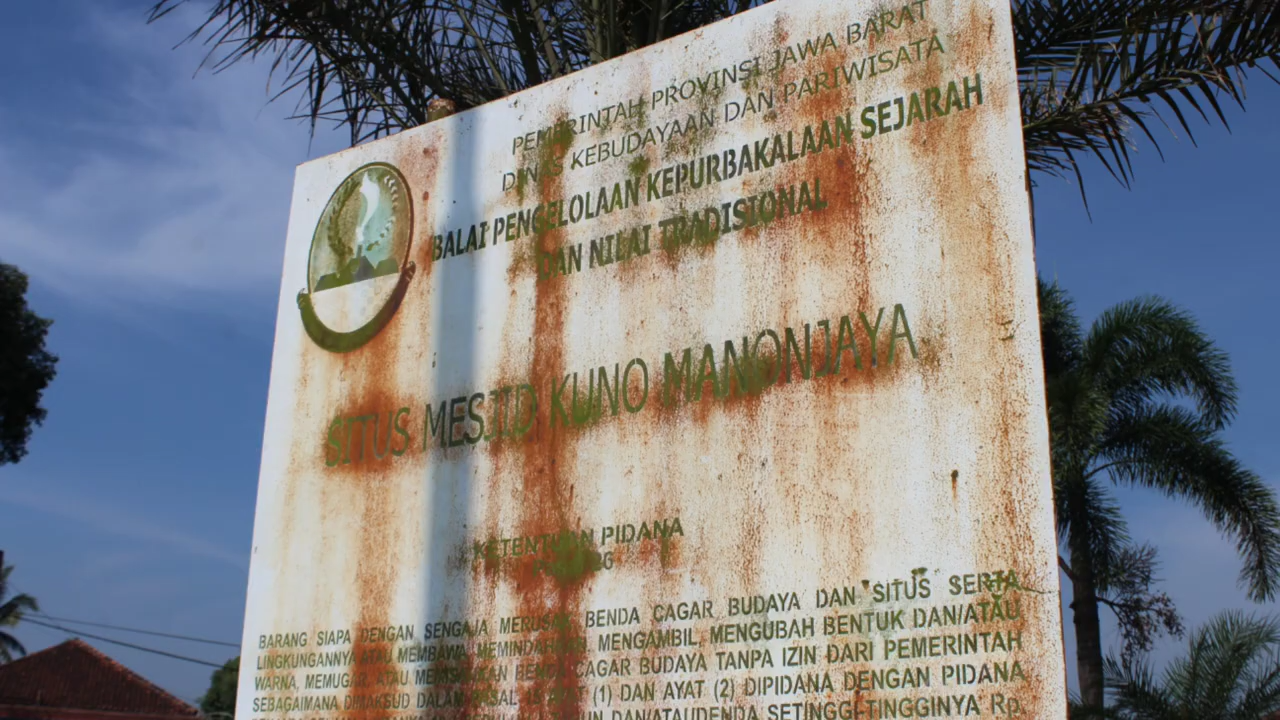 PEMERINTAH PROVINSI JAWA BARAT
DINAS KEBUDAYAAN DAN PARIWISATA
BALAI PENGELOLAAN KEPURBAKALAAN SEJARAH
DAN NILAI TRADISIONAL
SITUS MESJID KUNO MANONJAYA
KETENTUAN PIDANA
BARANG SIAPA DENGAN SENGAJA MERUSAK BENDA CAGAR BUDAYA DAN SITUS SERTA
LINGKUNGANNYA ATAU MEMBAWA, MEMINDAHKAN, MENGAMBIL, MENGUBAH BENTUK DAN/ATAU
WARNA, MEMUGAR, ATAU MEMISAHKAN BENDA CAGAR BUDAYA TANPA IZIN DARI PEMERINTAH
SEBAGAIMANA DIMAKSUD DALAM PASAL 15 AYAT (1) DAN AYAT (2) DIPIDANA DENGAN PIDANA
DAN/ATAU DENDA SETINGGI-TINGGINYA Rp.